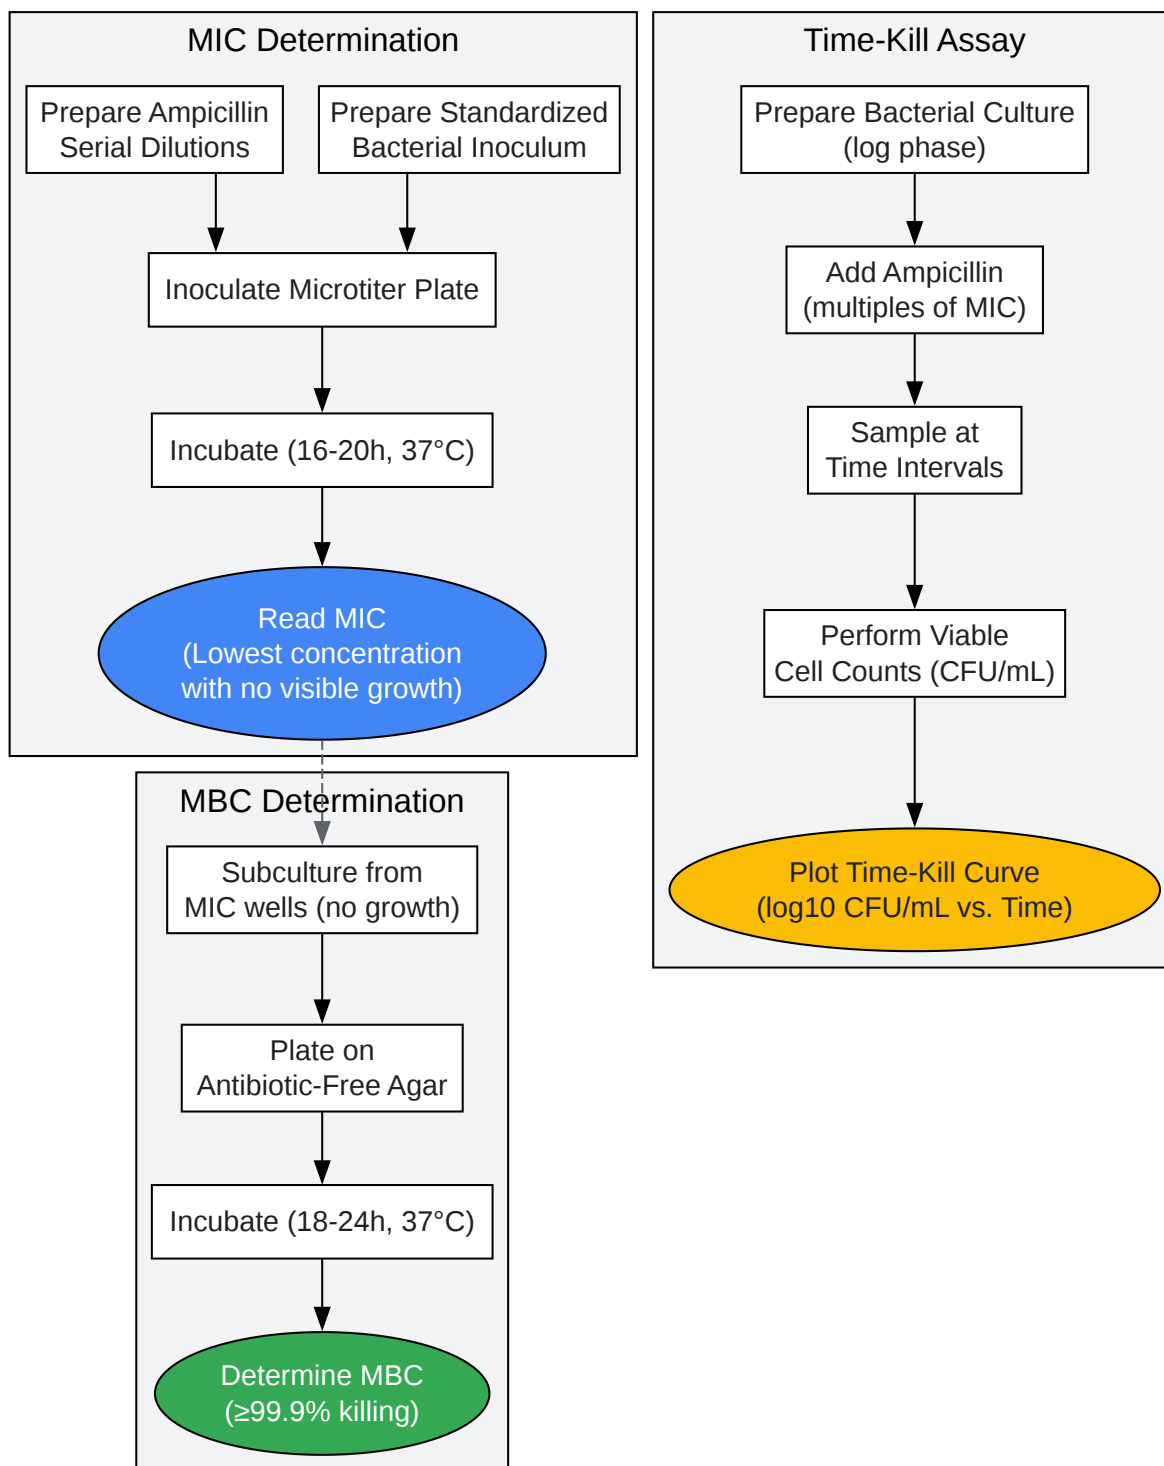 MIC Determination
Prepare Ampicillin
Serial Dilutions
Prepare Standardized
Bacterial Inoculum
Inoculate Microtiter Plate
Incubate (16-20h, 37°C)
Read MIC
(Lowest concentration
with no visible growth)
MBC Determination
Subculture from
MIC wells (no growth)
Plate on
Antibiotic-Free Agar
Incubate (18-24h, 37°C)
Determine MBC
(≥99.9% killing)
Time-Kill Assay
Prepare Bacterial Culture
(log phase)
Add Ampicillin
(multiples of MIC)
Sample at
Time Intervals
Perform Viable
Cell Counts (CFU/mL)
Plot Time-Kill Curve
(log10 CFU/mL vs. Time)